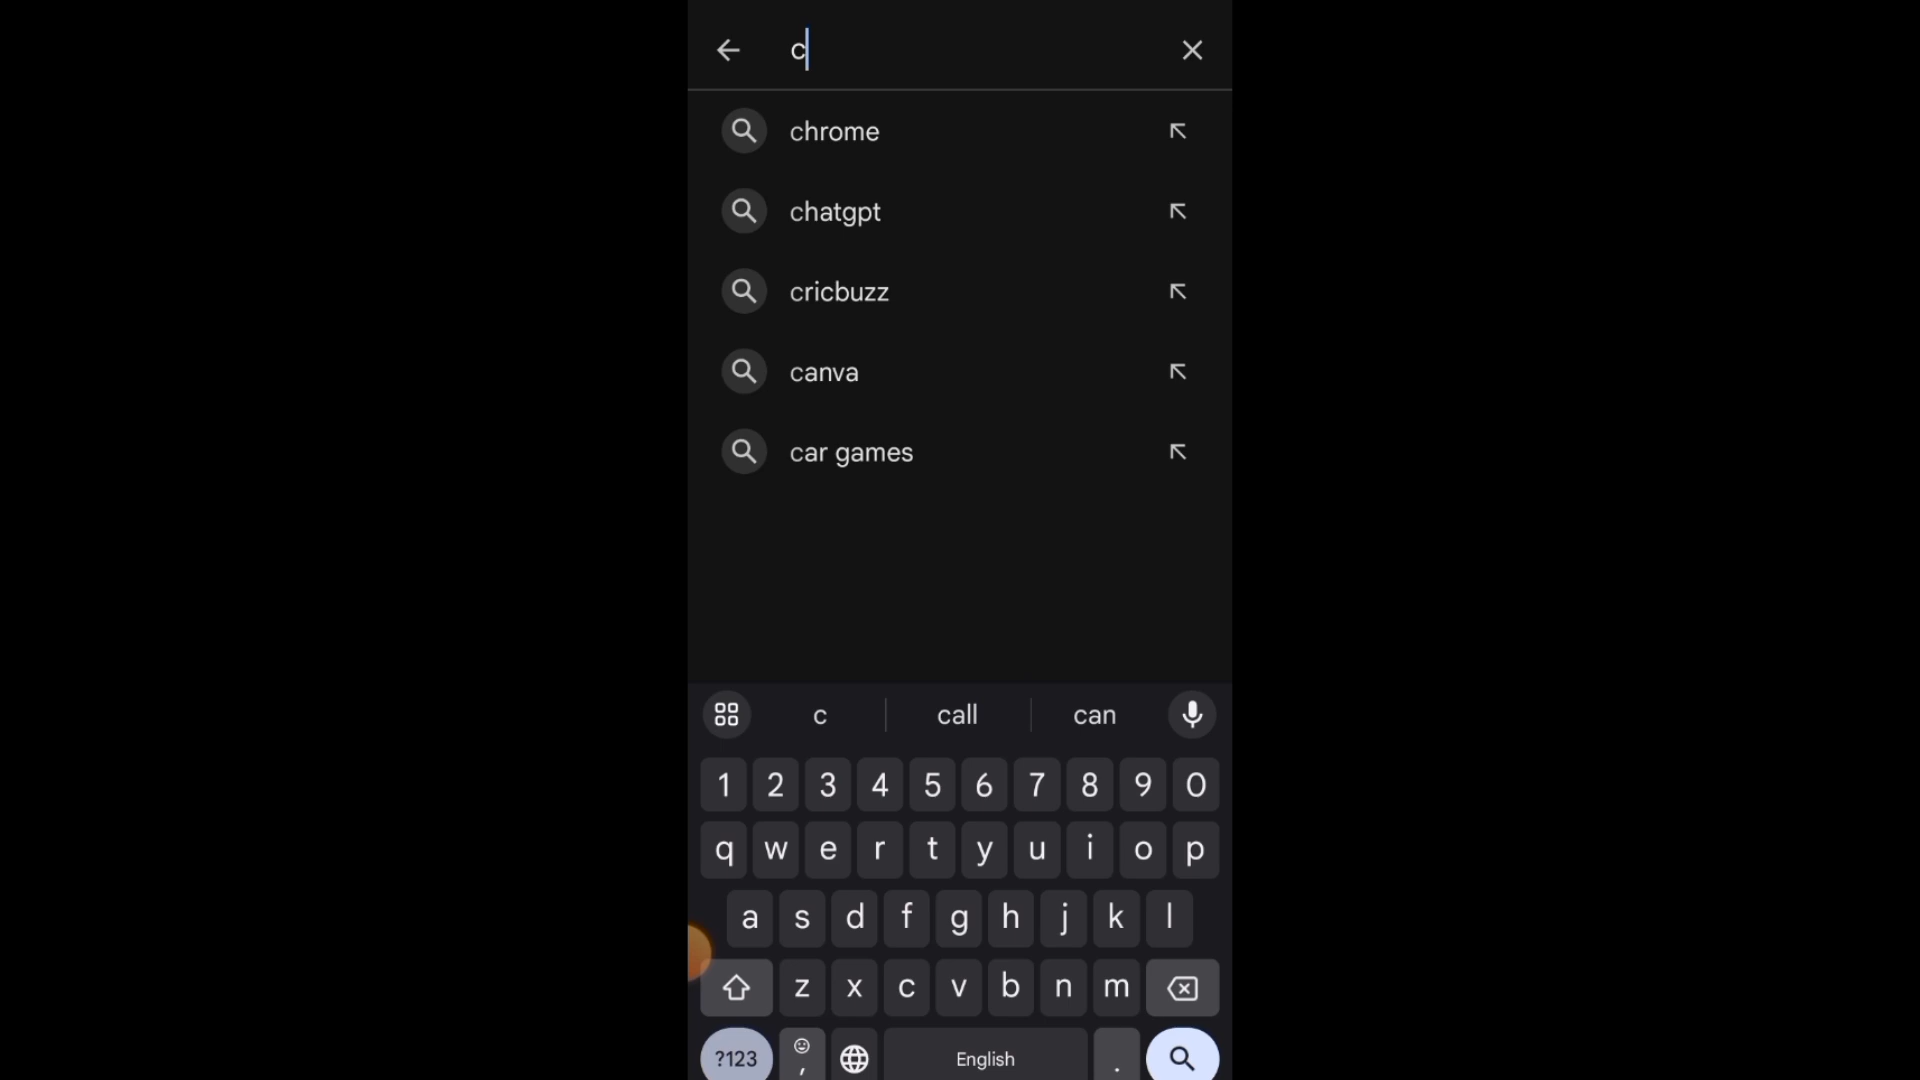 c
chrome
chatgpt
cricbuzz
canva
car games
c call can
1 2 3 4 5 6 7 8 9 0
q w e r t y u i o p
a s d f g h j k l
z x c v b n m
?123 , English .